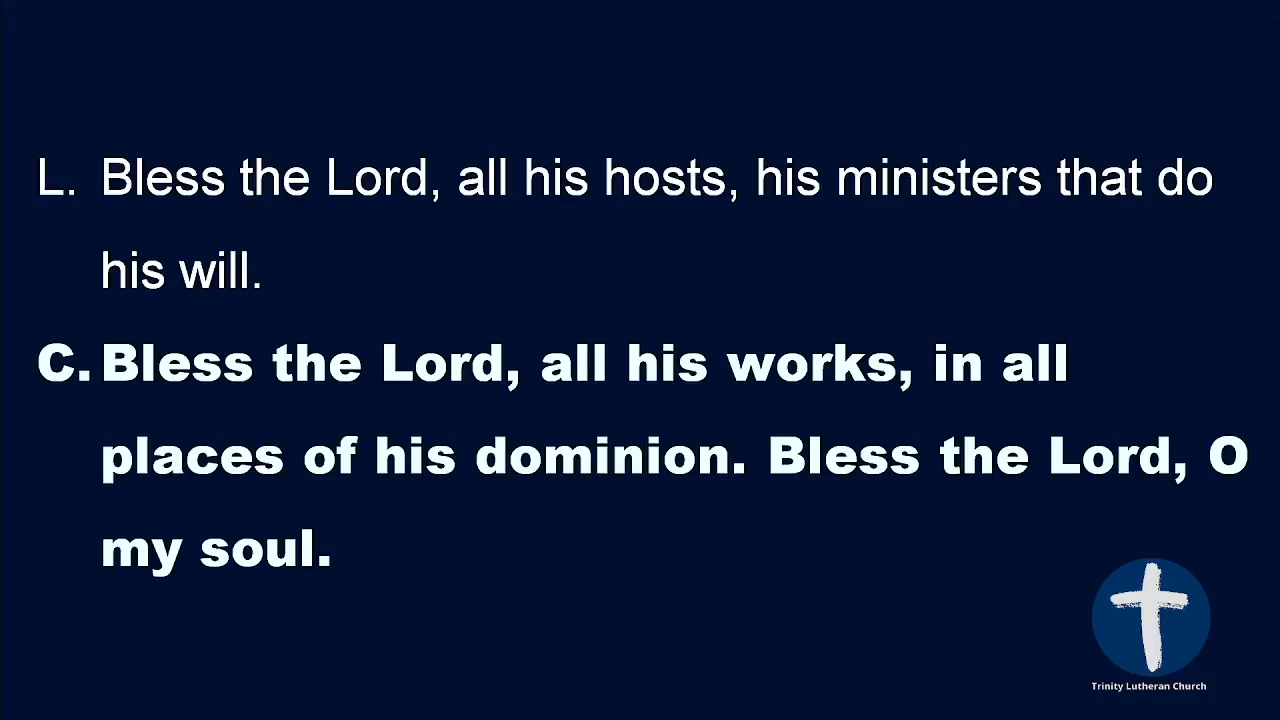 L. Bless the Lord, all his hosts, his ministers that do
his will.
C. Bless the Lord, all his works, in all
places of his dominion. Bless the Lord, O
my soul.
Trinity Lutheran Church